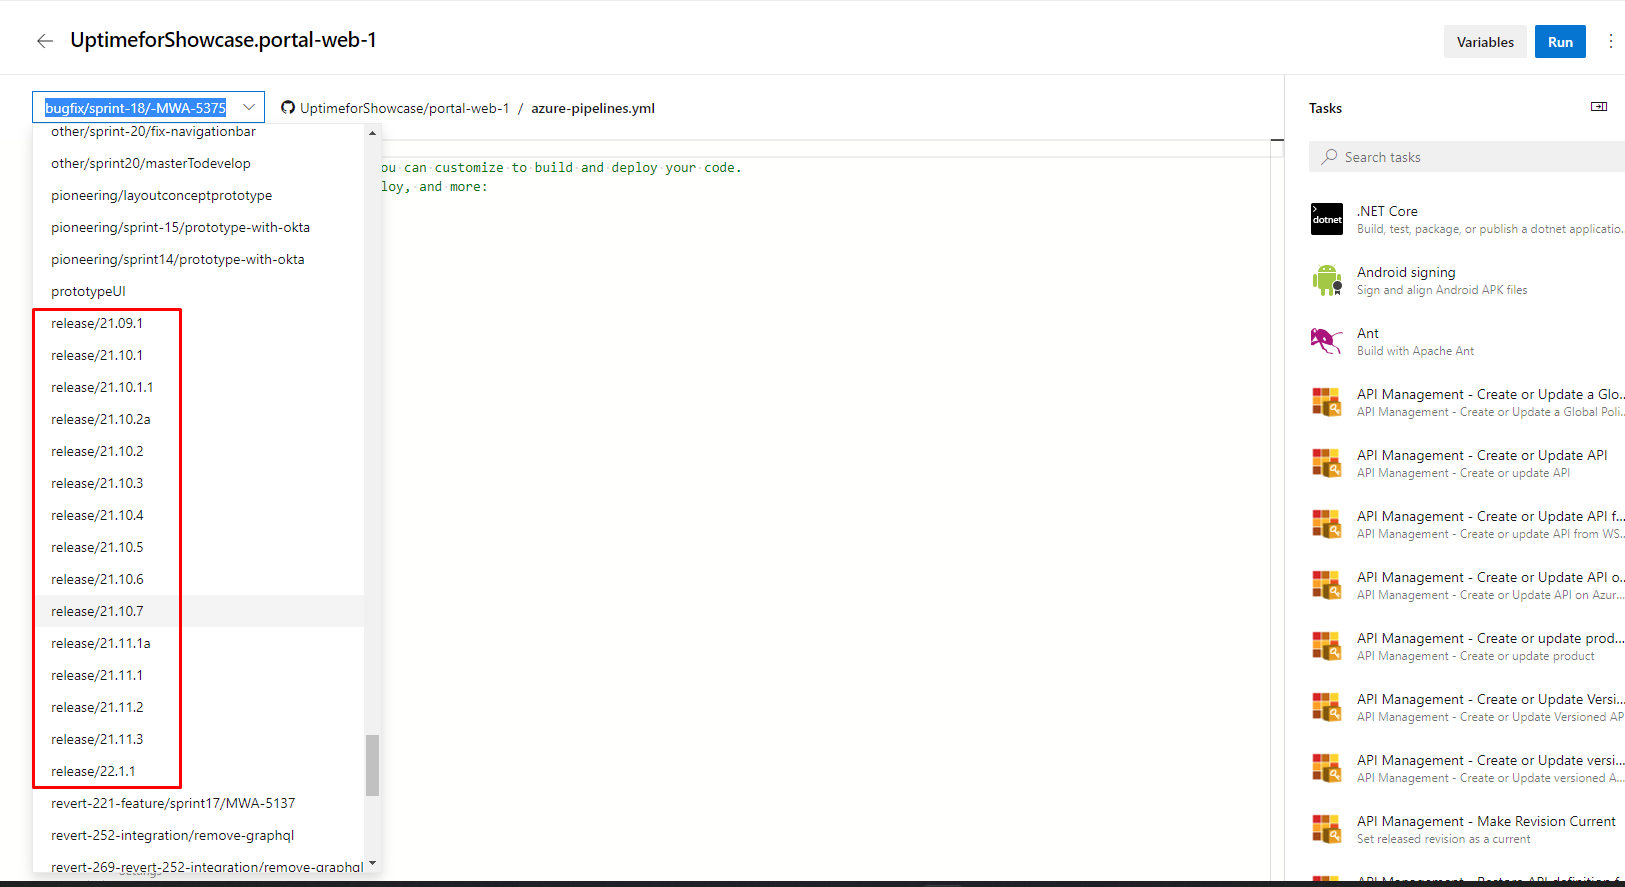 UptimeforShowcase.portal-web-1
Variables
Run
bugfix/sprint-18/-MWA-5375
UptimeforShowcase/portal-web-1 / azure-pipelines.yml
ou can customize to build and deploy your code.
loy, and more:
other/sprint-20/fix-navigationbar
other/sprint20/masterTodevelop
pioneering/layoutconceptprototype
pioneering/sprint-15/prototype-with-okta
pioneering/sprint14/prototype-with-okta
prototypeUI
release/21.09.1
release/21.10.1
release/21.10.1.1
release/21.10.2a
release/21.10.2
release/21.10.3
release/21.10.4
release/21.10.5
release/21.10.6
release/21.10.7
release/21.11.1a
release/21.11.1
release/21.11.2
release/21.11.3
release/22.1.1
revert-221-feature/sprint17/MWA-5137
revert-252-integration/remove-graphql
revert-269-revert-252-integration/remove-graphql
Settings
Tasks
Search tasks
dotnet
.NET Core
Build, test, package, or publish a dotnet applicatio...
Android signing
Sign and align Android APK files
Ant
Build with Apache Ant
API Management - Create or Update a Glo...
API Management - Create or Update a Global Poli...
API Management - Create or Update API
API Management - Create or update API
API Management - Create or Update API f...
API Management - Create or update API from WS...
API Management - Create or Update API o...
API Management - Create or Update API on Azur...
API Management - Create or update prod...
API Management - Create or update product
API Management - Create or Update Versi...
API Management - Create or Update Versioned AP
API Management - Create or Update versi...
API Management - Create or Update versioned A...
API Management - Make Revision Current
Set released revision as a current
API Management - Restore API definition f...